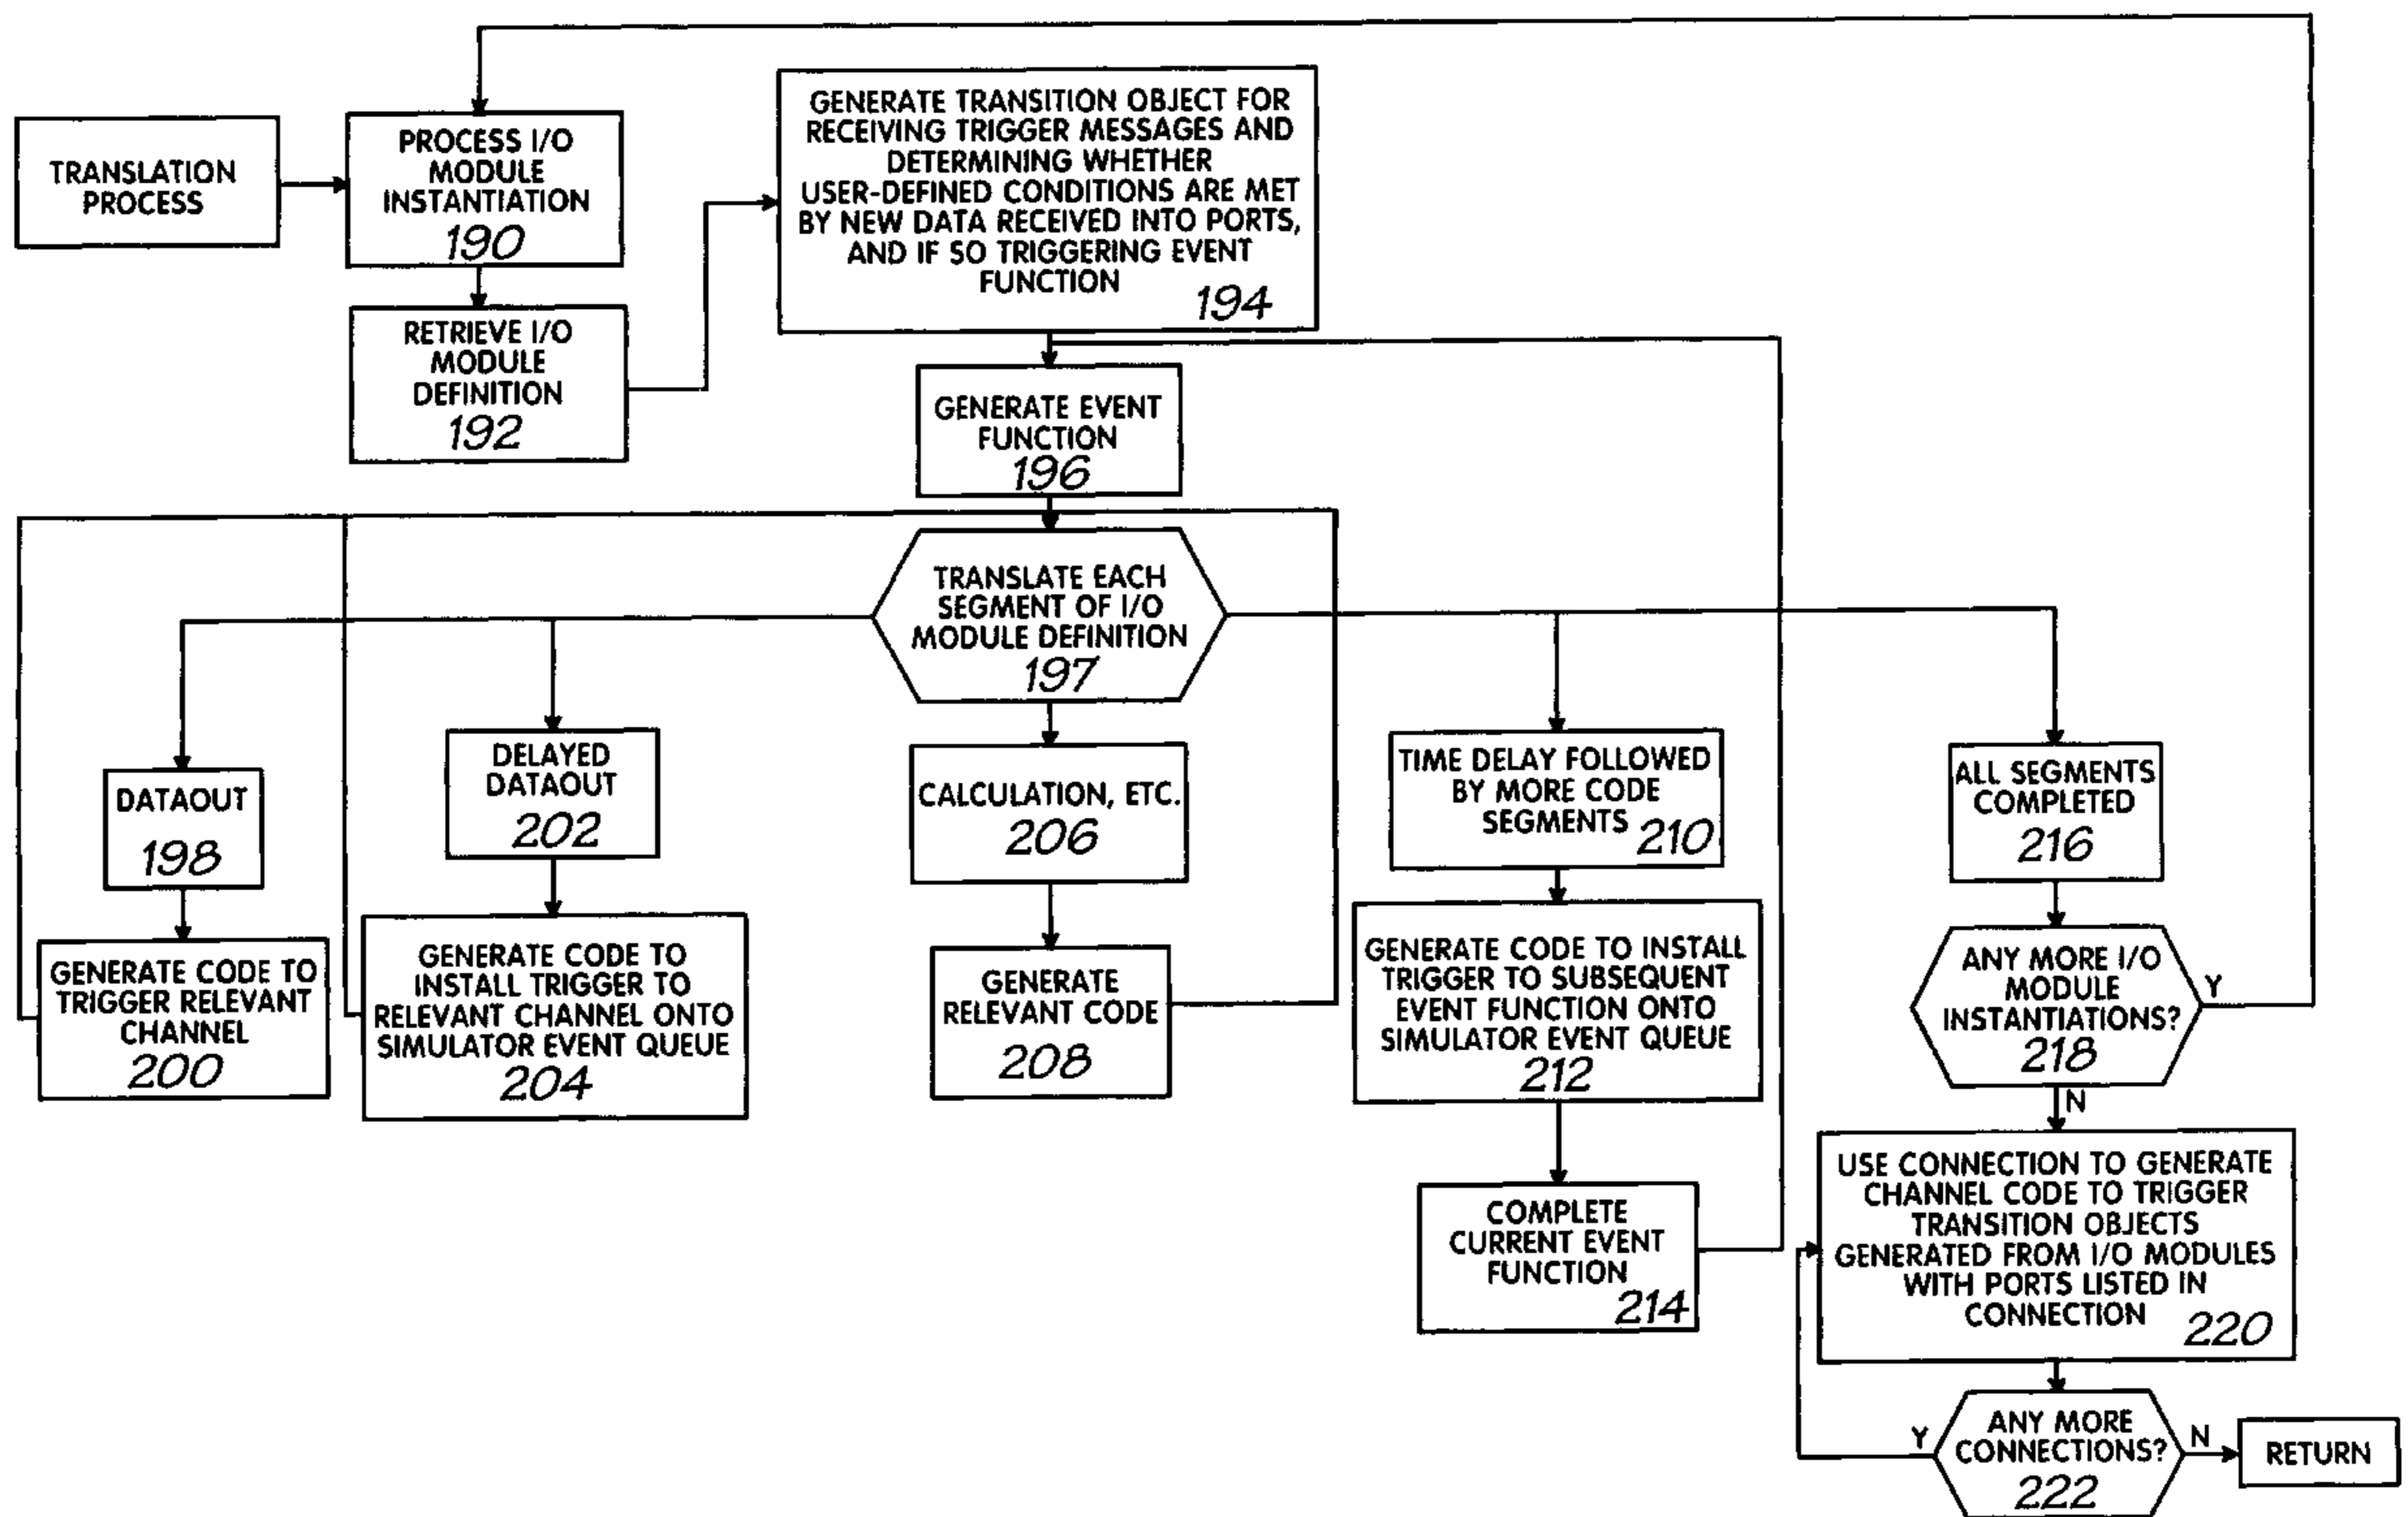 TRANSLATION
PROCESS
PROCESS I/O
MODULE
INSTANTIATION
190
RETRIEVE I/O
MODULE
DEFINITION
192
GENERATE TRANSITION OBJECT FOR
RECEIVING TRIGGER MESSAGES AND
DETERMINING WHETHER
USER-DEFINED CONDITIONS ARE MET
BY NEW DATA RECEIVED INTO PORTS,
AND IF SO TRIGGERING EVENT
FUNCTION
194
GENERATE EVENT
FUNCTION
196
TRANSLATE EACH
SEGMENT OF I/O
MODULE DEFINITION
197
DATAOUT
198
GENERATE CODE TO
TRIGGER RELEVANT
CHANNEL
200
DELAYED
DATAOUT
202
GENERATE CODE TO
INSTALL TRIGGER TO
RELEVANT CHANNEL ONTO
SIMULATOR EVENT QUEUE
204
CALCULATION, ETC.
206
GENERATE
RELEVANT CODE
208
TIME DELAY FOLLOWED
BY MORE CODE
SEGMENTS 210
GENERATE CODE TO INSTALL
TRIGGER TO SUBSEQUENT
EVENT FUNCTION ONTO
SIMULATOR EVENT QUEUE
212
COMPLETE
CURRENT EVENT
FUNCTION
214
ALL SEGMENTS
COMPLETED
216
ANY MORE I/O
MODULE
INSTANTIATIONS?
218
Y
N
USE CONNECTION TO GENERATE
CHANNEL CODE TO TRIGGER
TRANSITION OBJECTS
GENERATED FROM I/O MODULES
WITH PORTS LISTED IN
CONNECTION
220
ANY MORE
CONNECTIONS?
222
Y
N
RETURN